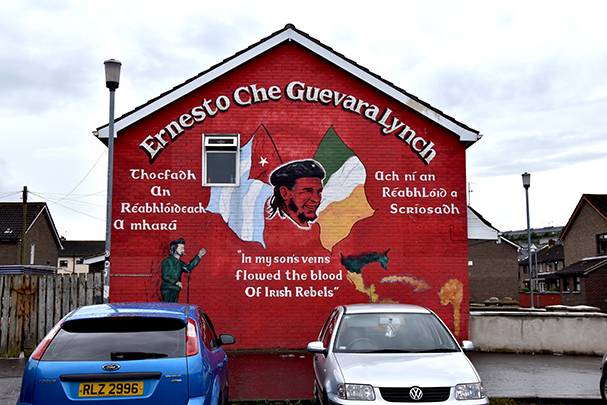 Ernesto Che Guevara Lynch
Thocfadh
An
Réabhlóideach
A mhará
Ach ní an
Réabhlóid a
Scriosadh
"In my son's veins
flowed the blood
Of Irish Rebels"
RLZ 2996